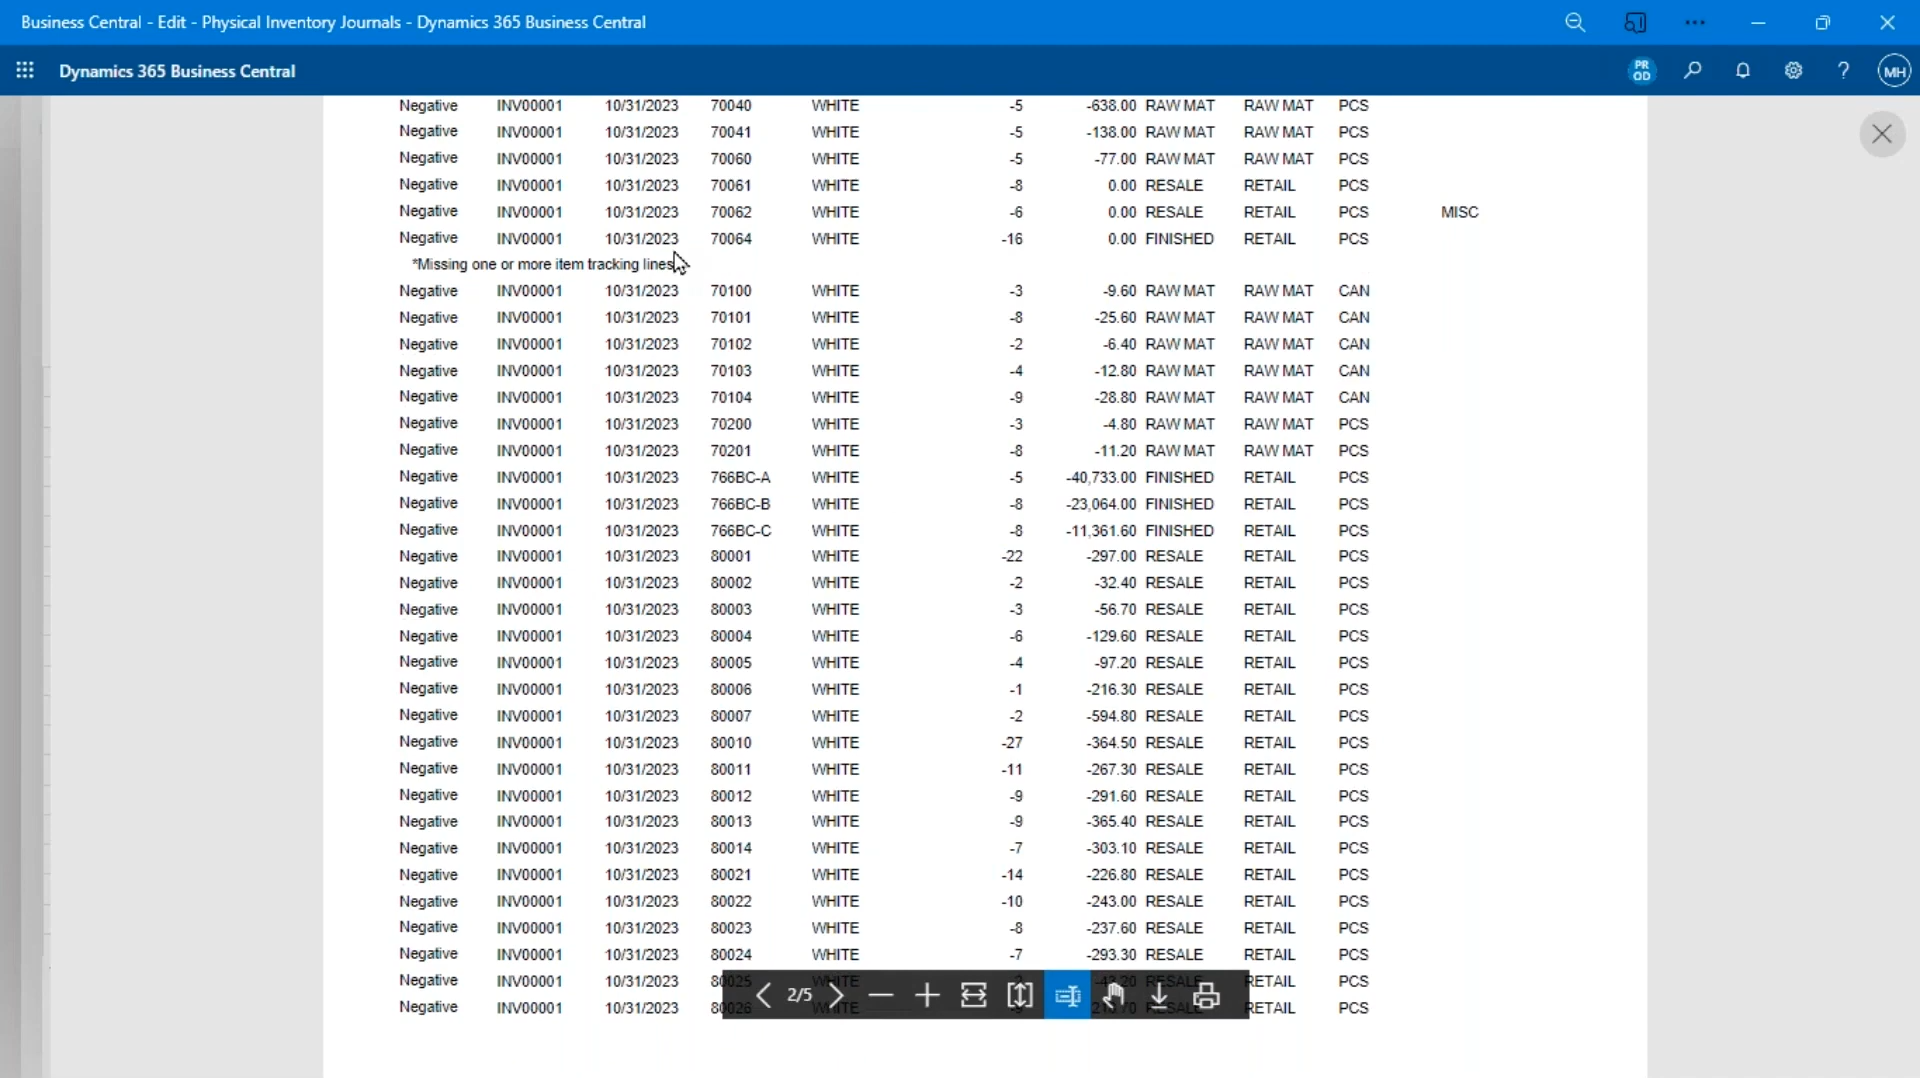 Business Central - Edit - Physical Inventory Journals - Dynamics 365 Business Central
Dynamics 365 Business Central PR OD ? MH
Negative INV00001 10/31/2023 70040 WHITE -5 -638.00 RAW MAT RAW MAT PCS
Negative INV00001 10/31/2023 70041 WHITE -5 -138.00 RAW MAT RAW MAT PCS
Negative INV00001 10/31/2023 70060 WHITE -5 -77.00 RAW MAT RAW MAT PCS
Negative INV00001 10/31/2023 70061 WHITE -8 0.00 RESALE RETAIL PCS
Negative INV00001 10/31/2023 70062 WHITE -6 0.00 RESALE RETAIL PCS MISC
Negative INV00001 10/31/2023 70064 WHITE -16 0.00 FINISHED RETAIL PCS
*Missing one or more item tracking lines
Negative INV00001 10/31/2023 70100 WHITE -3 -9.60 RAW MAT RAW MAT CAN
Negative INV00001 10/31/2023 70101 WHITE -8 -25.60 RAW MAT RAW MAT CAN
Negative INV00001 10/31/2023 70102 WHITE -2 -6.40 RAW MAT RAW MAT CAN
Negative INV00001 10/31/2023 70103 WHITE -4 -12.80 RAW MAT RAW MAT CAN
Negative INV00001 10/31/2023 70104 WHITE -9 -28.80 RAW MAT RAW MAT CAN
Negative INV00001 10/31/2023 70200 WHITE -3 -4.80 RAW MAT RAW MAT PCS
Negative INV00001 10/31/2023 70201 WHITE -8 -11.20 RAW MAT RAW MAT PCS
Negative INV00001 10/31/2023 766BC-A WHITE -5 -40,733.00 FINISHED RETAIL PCS
Negative INV00001 10/31/2023 766BC-B WHITE -8 -23,064.00 FINISHED RETAIL PCS
Negative INV00001 10/31/2023 766BC-C WHITE -8 -11,361.60 FINISHED RETAIL PCS
Negative INV00001 10/31/2023 80001 WHITE -22 -297.00 RESALE RETAIL PCS
Negative INV00001 10/31/2023 80002 WHITE -2 -32.40 RESALE RETAIL PCS
Negative INV00001 10/31/2023 80003 WHITE -3 -56.70 RESALE RETAIL PCS
Negative INV00001 10/31/2023 80004 WHITE -6 -129.60 RESALE RETAIL PCS
Negative INV00001 10/31/2023 80005 WHITE -4 -97.20 RESALE RETAIL PCS
Negative INV00001 10/31/2023 80006 WHITE -1 -216.30 RESALE RETAIL PCS
Negative INV00001 10/31/2023 80007 WHITE -2 -594.80 RESALE RETAIL PCS
Negative INV00001 10/31/2023 80010 WHITE -27 -364.50 RESALE RETAIL PCS
Negative INV00001 10/31/2023 80011 WHITE -11 -267.30 RESALE RETAIL PCS
Negative INV00001 10/31/2023 80012 WHITE -9 -291.60 RESALE RETAIL PCS
Negative INV00001 10/31/2023 80013 WHITE -9 -365.40 RESALE RETAIL PCS
Negative INV00001 10/31/2023 80014 WHITE -7 -303.10 RESALE RETAIL PCS
Negative INV00001 10/31/2023 80021 WHITE -14 -226.80 RESALE RETAIL PCS
Negative INV00001 10/31/2023 80022 WHITE -10 -243.00 RESALE RETAIL PCS
Negative INV00001 10/31/2023 80023 WHITE -8 -237.60 RESALE RETAIL PCS
Negative INV00001 10/31/2023 80024 WHITE -7 -293.30 RESALE RETAIL PCS
Negative INV00001 10/31/2023 80025 WHITE RESALE RETAIL PCS
2/5
Negative INV00001 10/31/2023 80026 WHITE -9 RESALE RETAIL PCS